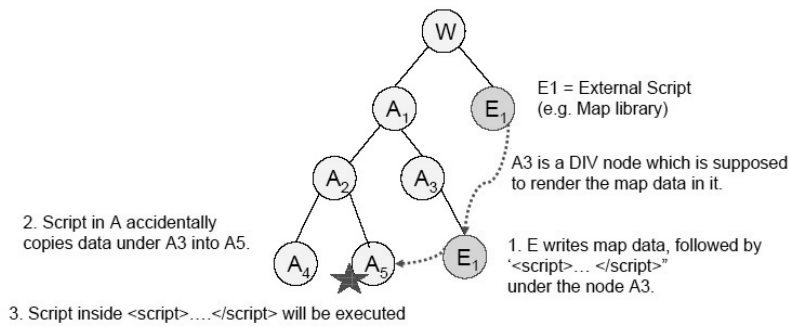 W
E1 = External Script
(e.g. Map library)
A1
E1
A3 is a DIV node which is supposed
to render the map data in it.
A2
A3
2. Script in A accidentally
copies data under A3 into A5.
1. E writes map data, followed by
‘<script>... </script>”
under the node A3.
A4
A5
E1
3. Script inside <script>....</script> will be executed